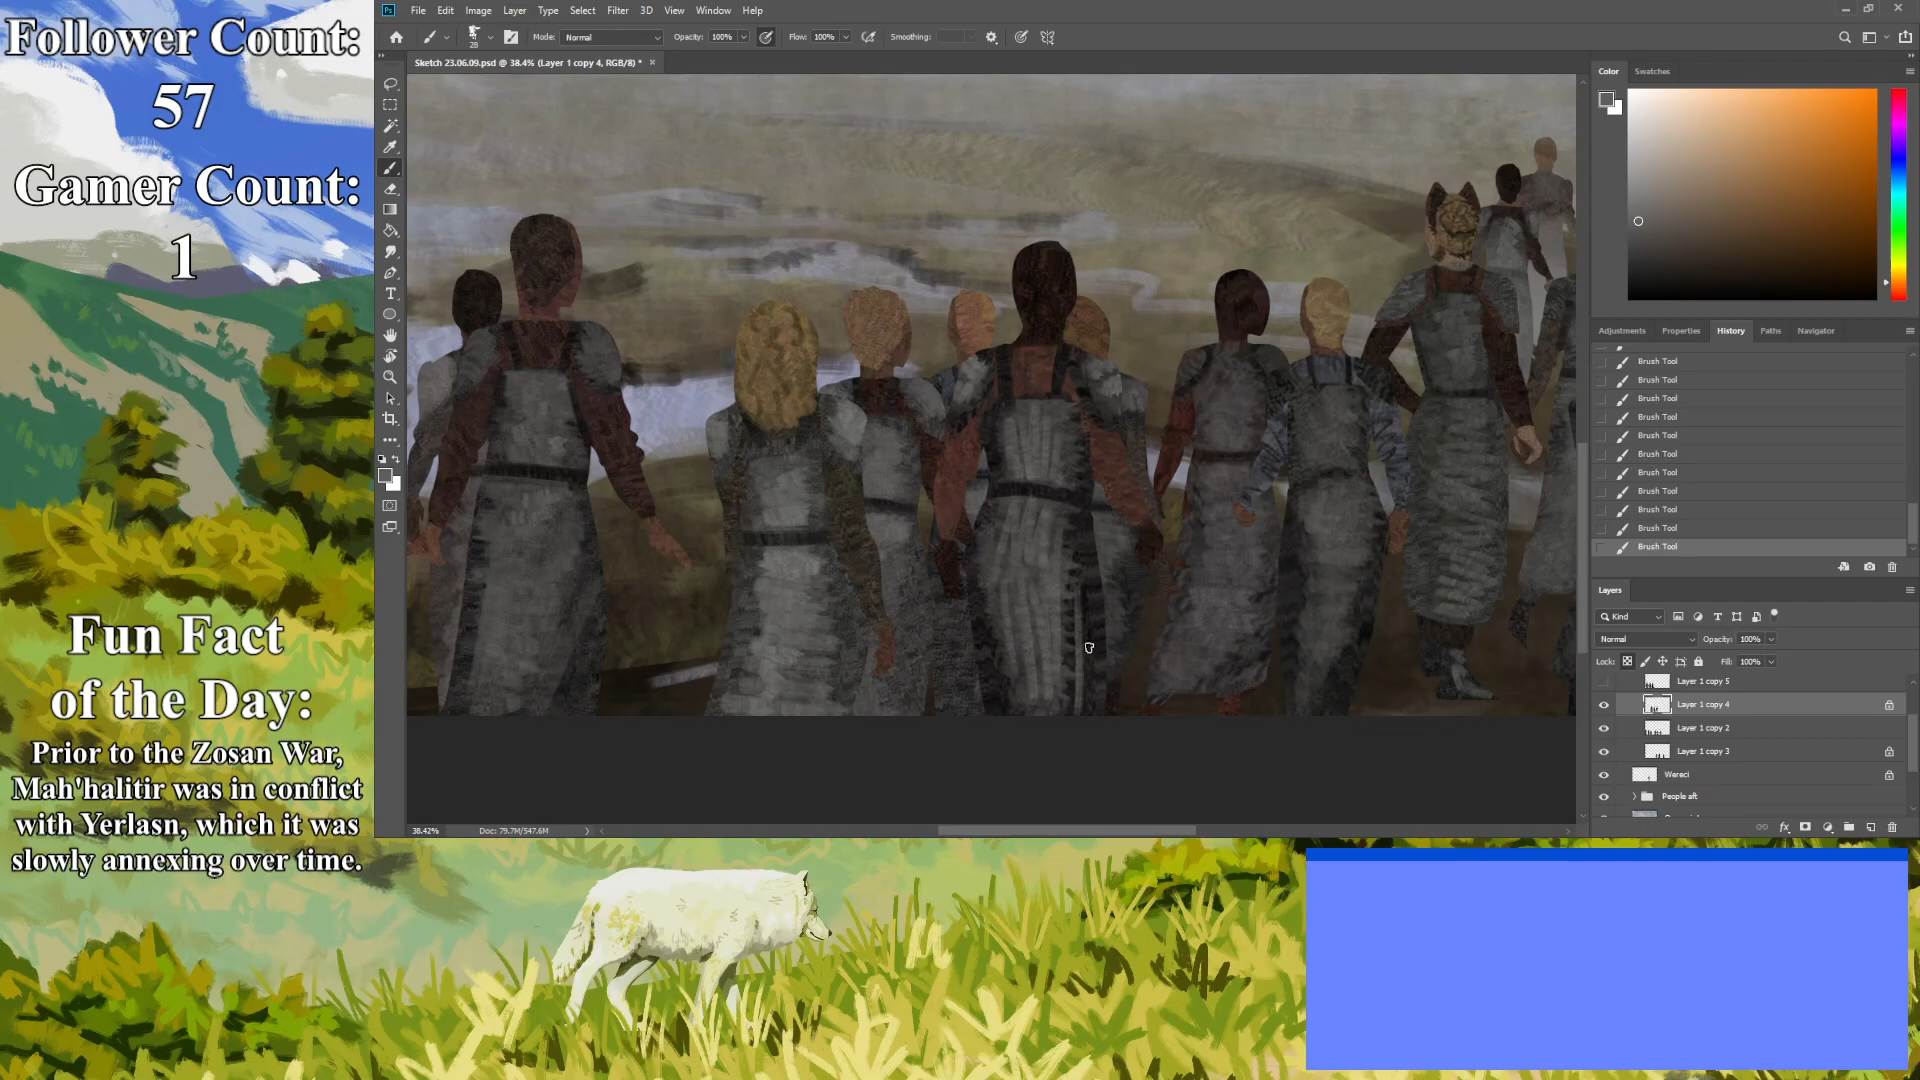 Follower Count:
57
Gamer Count:
1
Fun Fact
of the Day:
Prior to the Zosan War,
Mah'halitir was in conflict
with Yerlasn, which it was
slowly annexing over time.
Ps File Edit Image Layer Type Select Filter 3D View Window Help
28 Mode: Normal Opacity: 100% Flow: 100% Smoothing:
Sketch 23.06.09.psd @ 38.4% (Layer 1 copy 4, RGB/8) *
38.42% Doc: 79.7M/547.6M
Color Swatches
Adjustments Properties History Paths Navigator
Brush Tool
Brush Tool
Brush Tool
Brush Tool
Brush Tool
Brush Tool
Brush Tool
Brush Tool
Brush Tool
Brush Tool
Brush Tool
Layers
Kind
Normal Opacity: 100%
Lock: Fill: 100%
Layer 1 copy 5
Layer 1 copy 4
Layer 1 copy 2
Layer 1 copy 3
Wereci
People aft